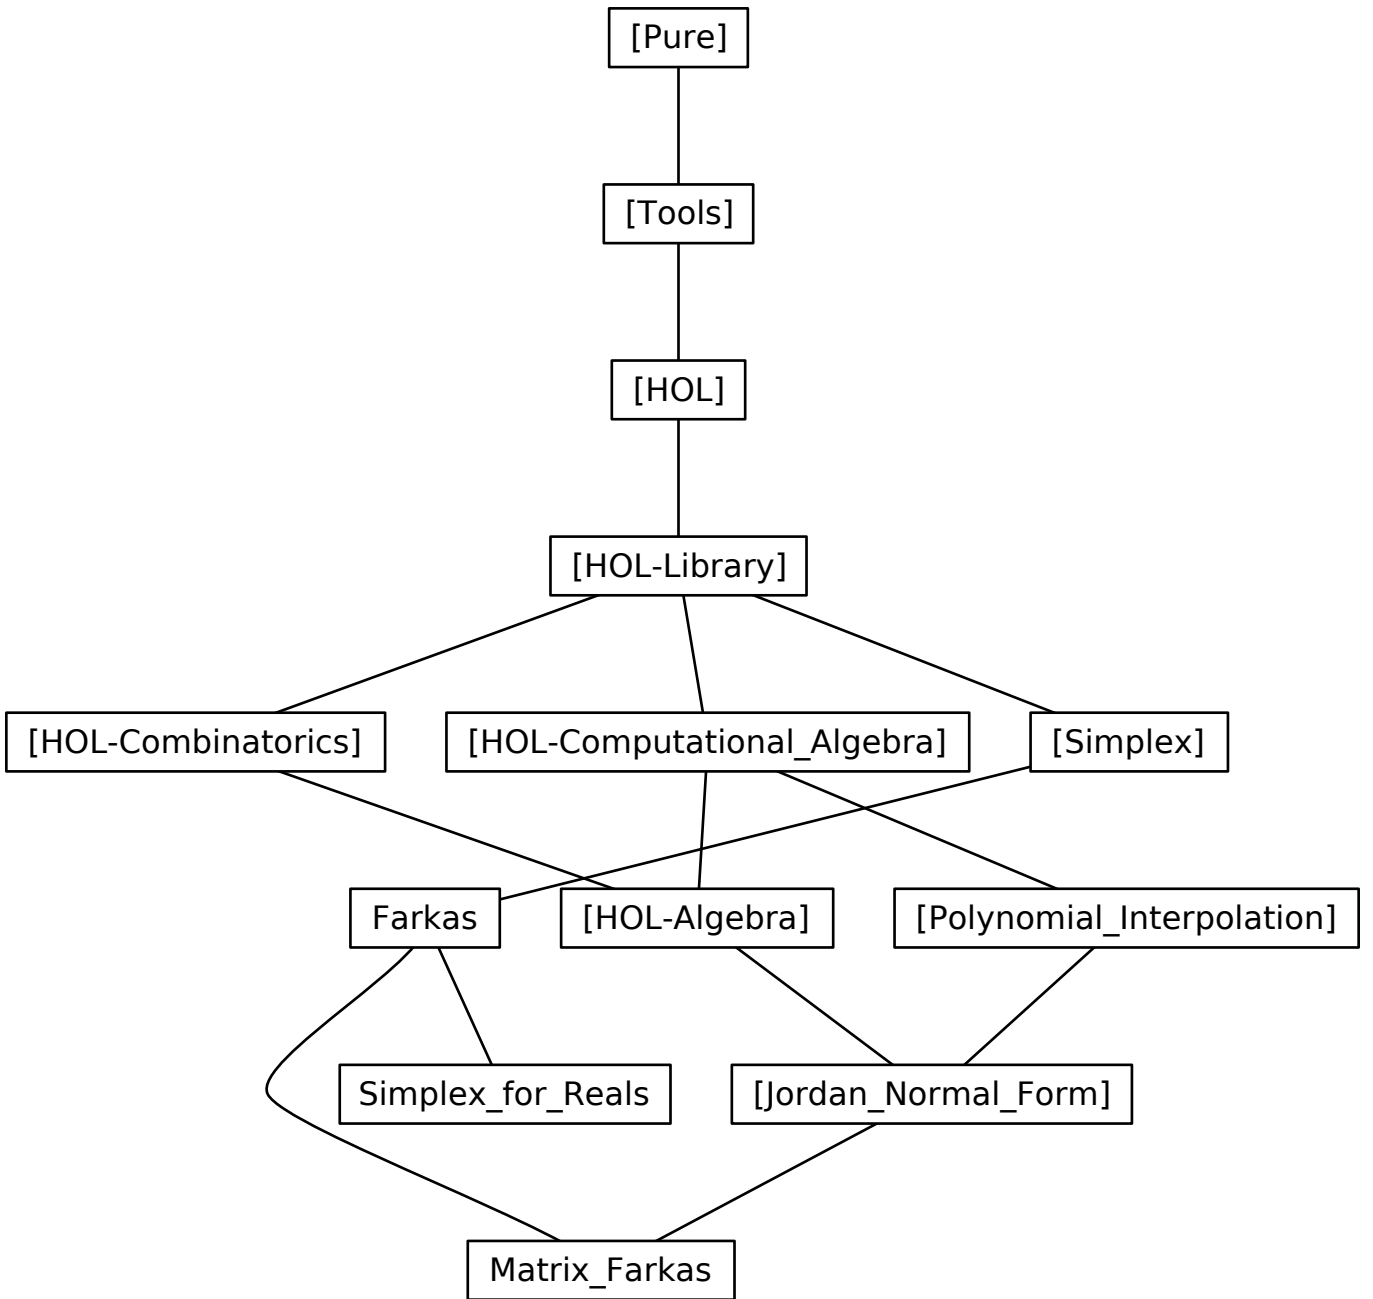 [Pure]
[Tools]
[HOL]
[HOL-Library]
[HOL-Combinatorics]
[HOL-Computational_Algebra]
[Simplex]
Farkas
[HOL-Algebra]
[Polynomial_Interpolation]
Simplex_for_Reals
[Jordan_Normal_Form]
Matrix_Farkas